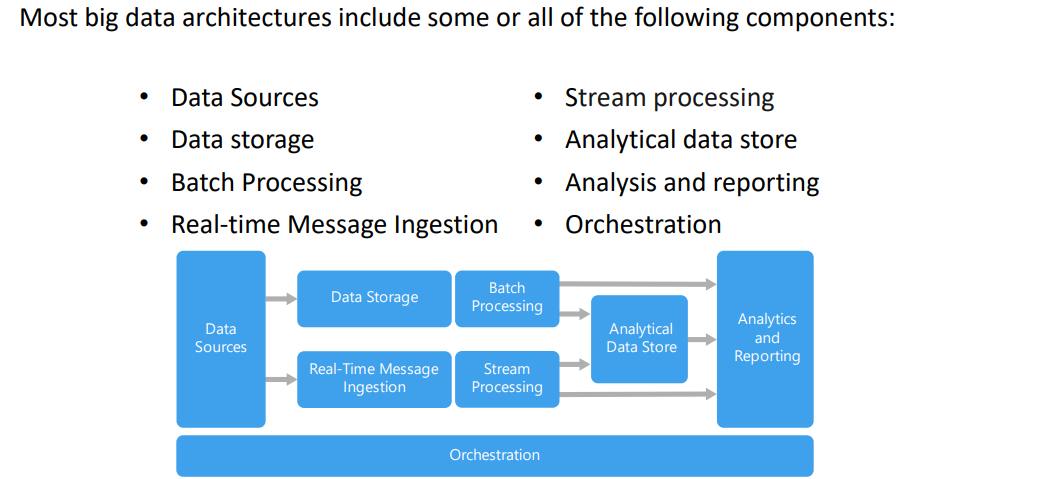 Most big data architectures include some or all of the following components:
• Data Sources
• Data storage
• Batch Processing
• Real-time Message Ingestion
• Stream processing
• Analytical data store
• Analysis and reporting
• Orchestration
Data
Sources
Data Storage
Batch
Processing
Real-Time Message
Ingestion
Stream
Processing
Analytical
Data Store
Analytics
and
Reporting
Orchestration